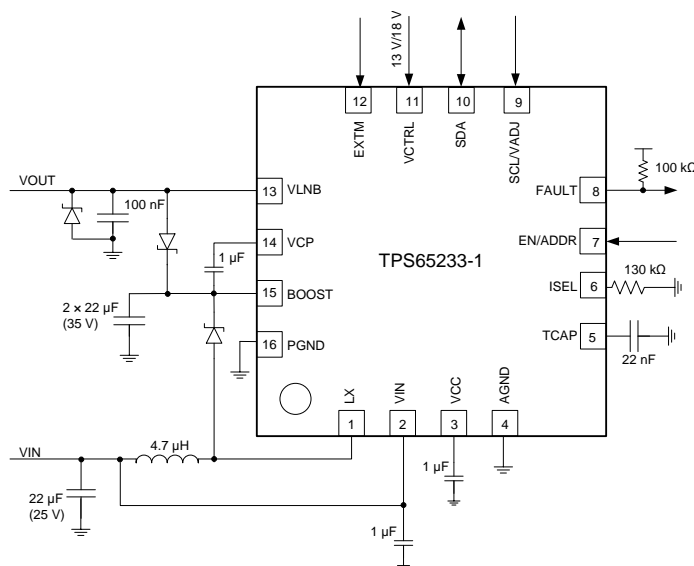 13 V/18 V
12
11
10
9
EXTM
VCTRL
SDA
SCL/VADJ
VOUT
100 nF
13
VLNB
FAULT
8
100 kΩ
14
VCP
1 µF
EN/ADDR
7
TPS65233-1
2 × 22 µF
(35 V)
15
BOOST
ISEL
6
130 kΩ
16
PGND
TCAP
5
22 nF
LX
VIN
VCC
AGND
1
2
3
4
VIN
4.7 µH
22 µF
(25 V)
1 µF
1 µF